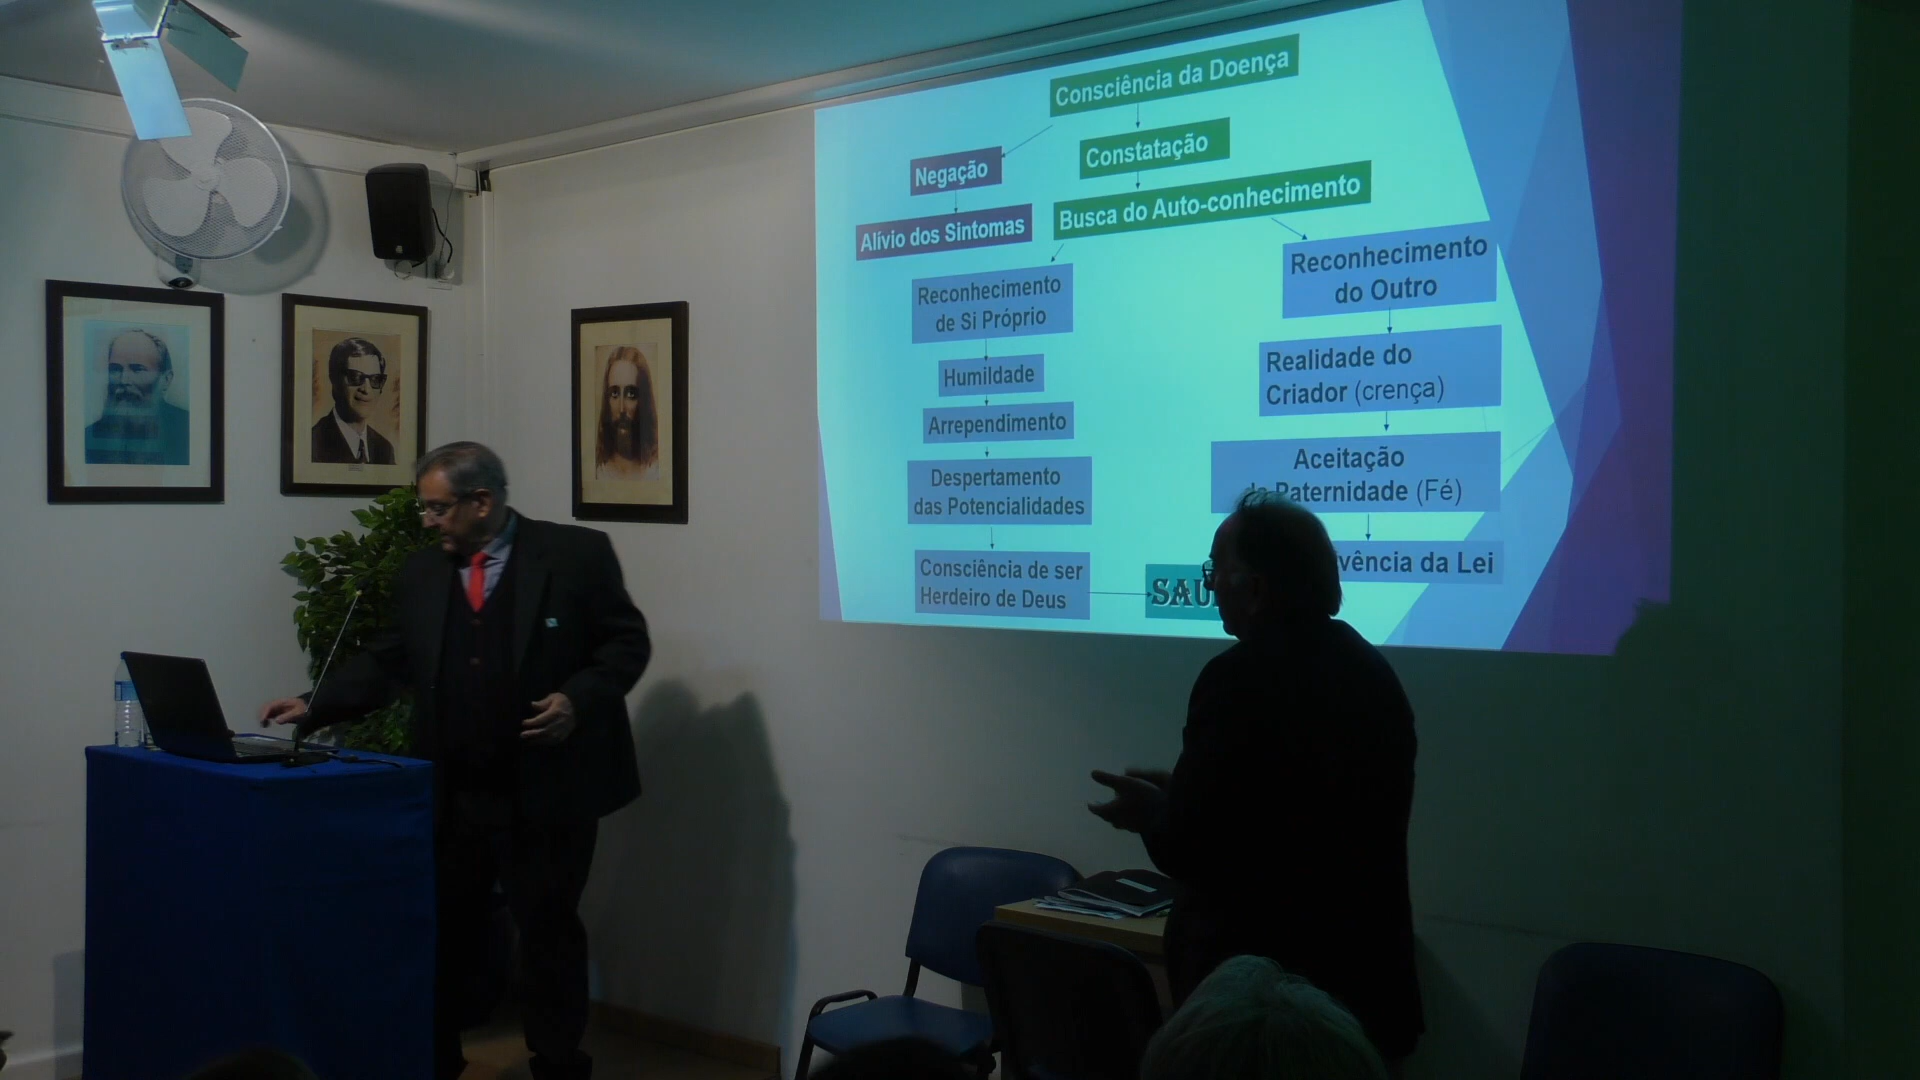 Consciência da Doença
Constatação
Negação
Busca do Auto-conhecimento
Alívio dos Sintomas
Reconhecimento
do Outro
Reconhecimento
de Si Próprio
Realidade do
Criador (crença)
Humildade
Arrependimento
Aceitação
Paternidade (Fé)
Despertamento
das Potencialidades
da Lei
Consciência de ser
Herdeiro de Deus